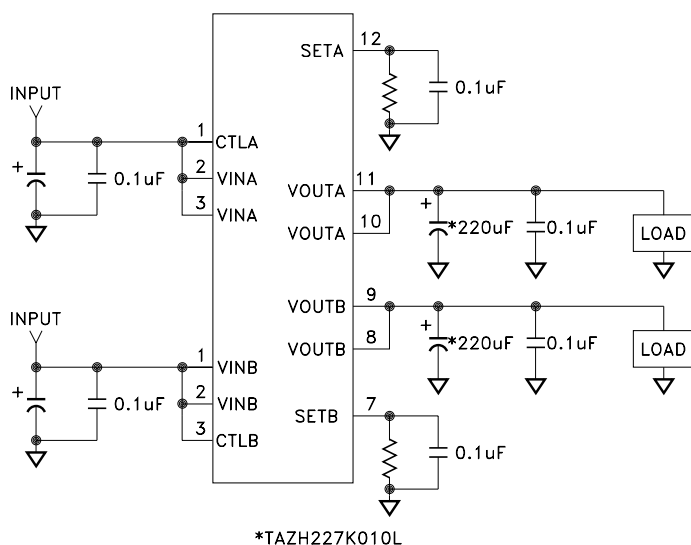 12
SETA
0.1uF
INPUT
1
CTLA
+
0.1uF
2
VINA
3
VINA
11
VOUTA
10
VOUTA
+
*220uF
0.1uF
LOAD
9
VOUTB
8
VOUTB
+
*220uF
0.1uF
LOAD
INPUT
1
VINB
+
0.1uF
2
VINB
3
CTLB
7
SETB
0.1uF
*TAZH227K010L